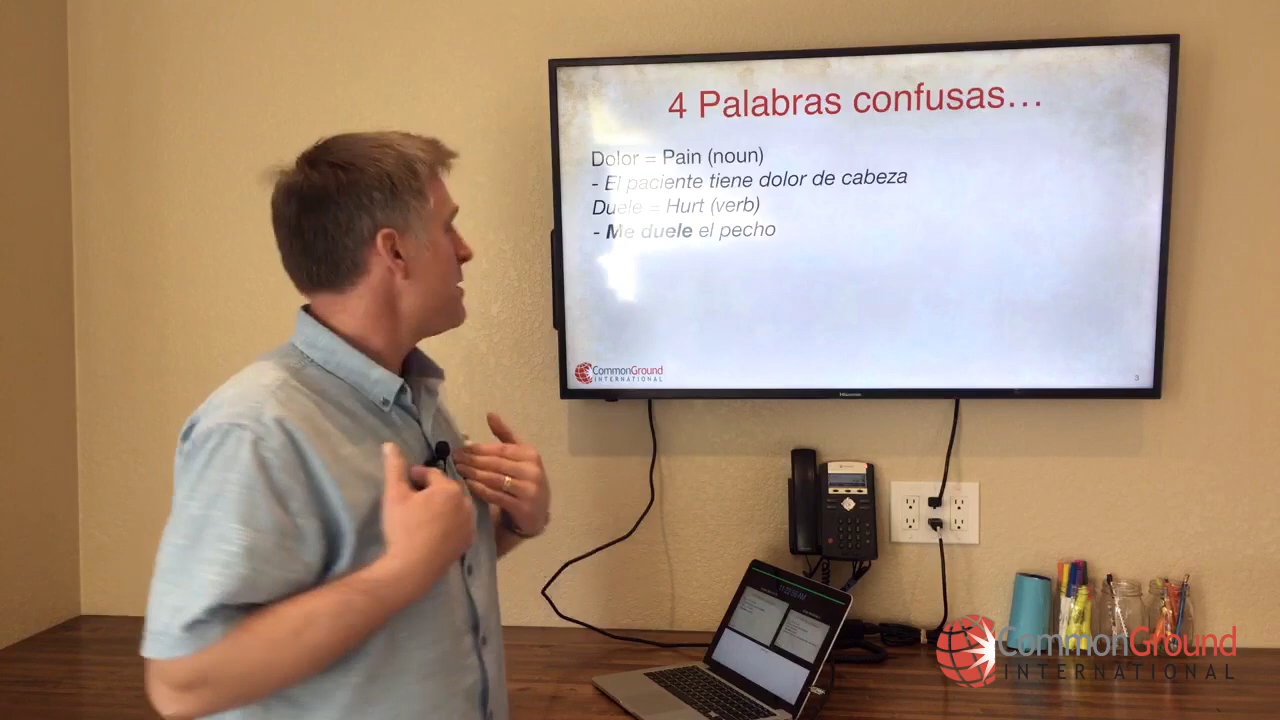 4 Palabras confusas…
Dolor = Pain (noun)
- El paciente tiene dolor de cabeza
Duele = Hurt (verb)
- Me duele el pecho
CommonGround
INTERNATIONAL
3
Hisense
CommonGround
INTERNATIONAL